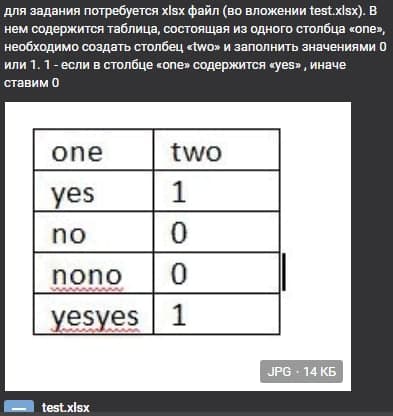 для задания потребуется xlsx файл (во вложении test.xlsx). В
нем содержится таблица, состоящая из одного столбца «one»,
необходимо создать столбец «two» и заполнить значениями 0
или 1. 1 - если в столбце «one» содержится «yes» , иначе
ставим 0
one two
yes 1
no 0
nono 0
yesyes 1
JPG · 14 КБ
test.xlsx